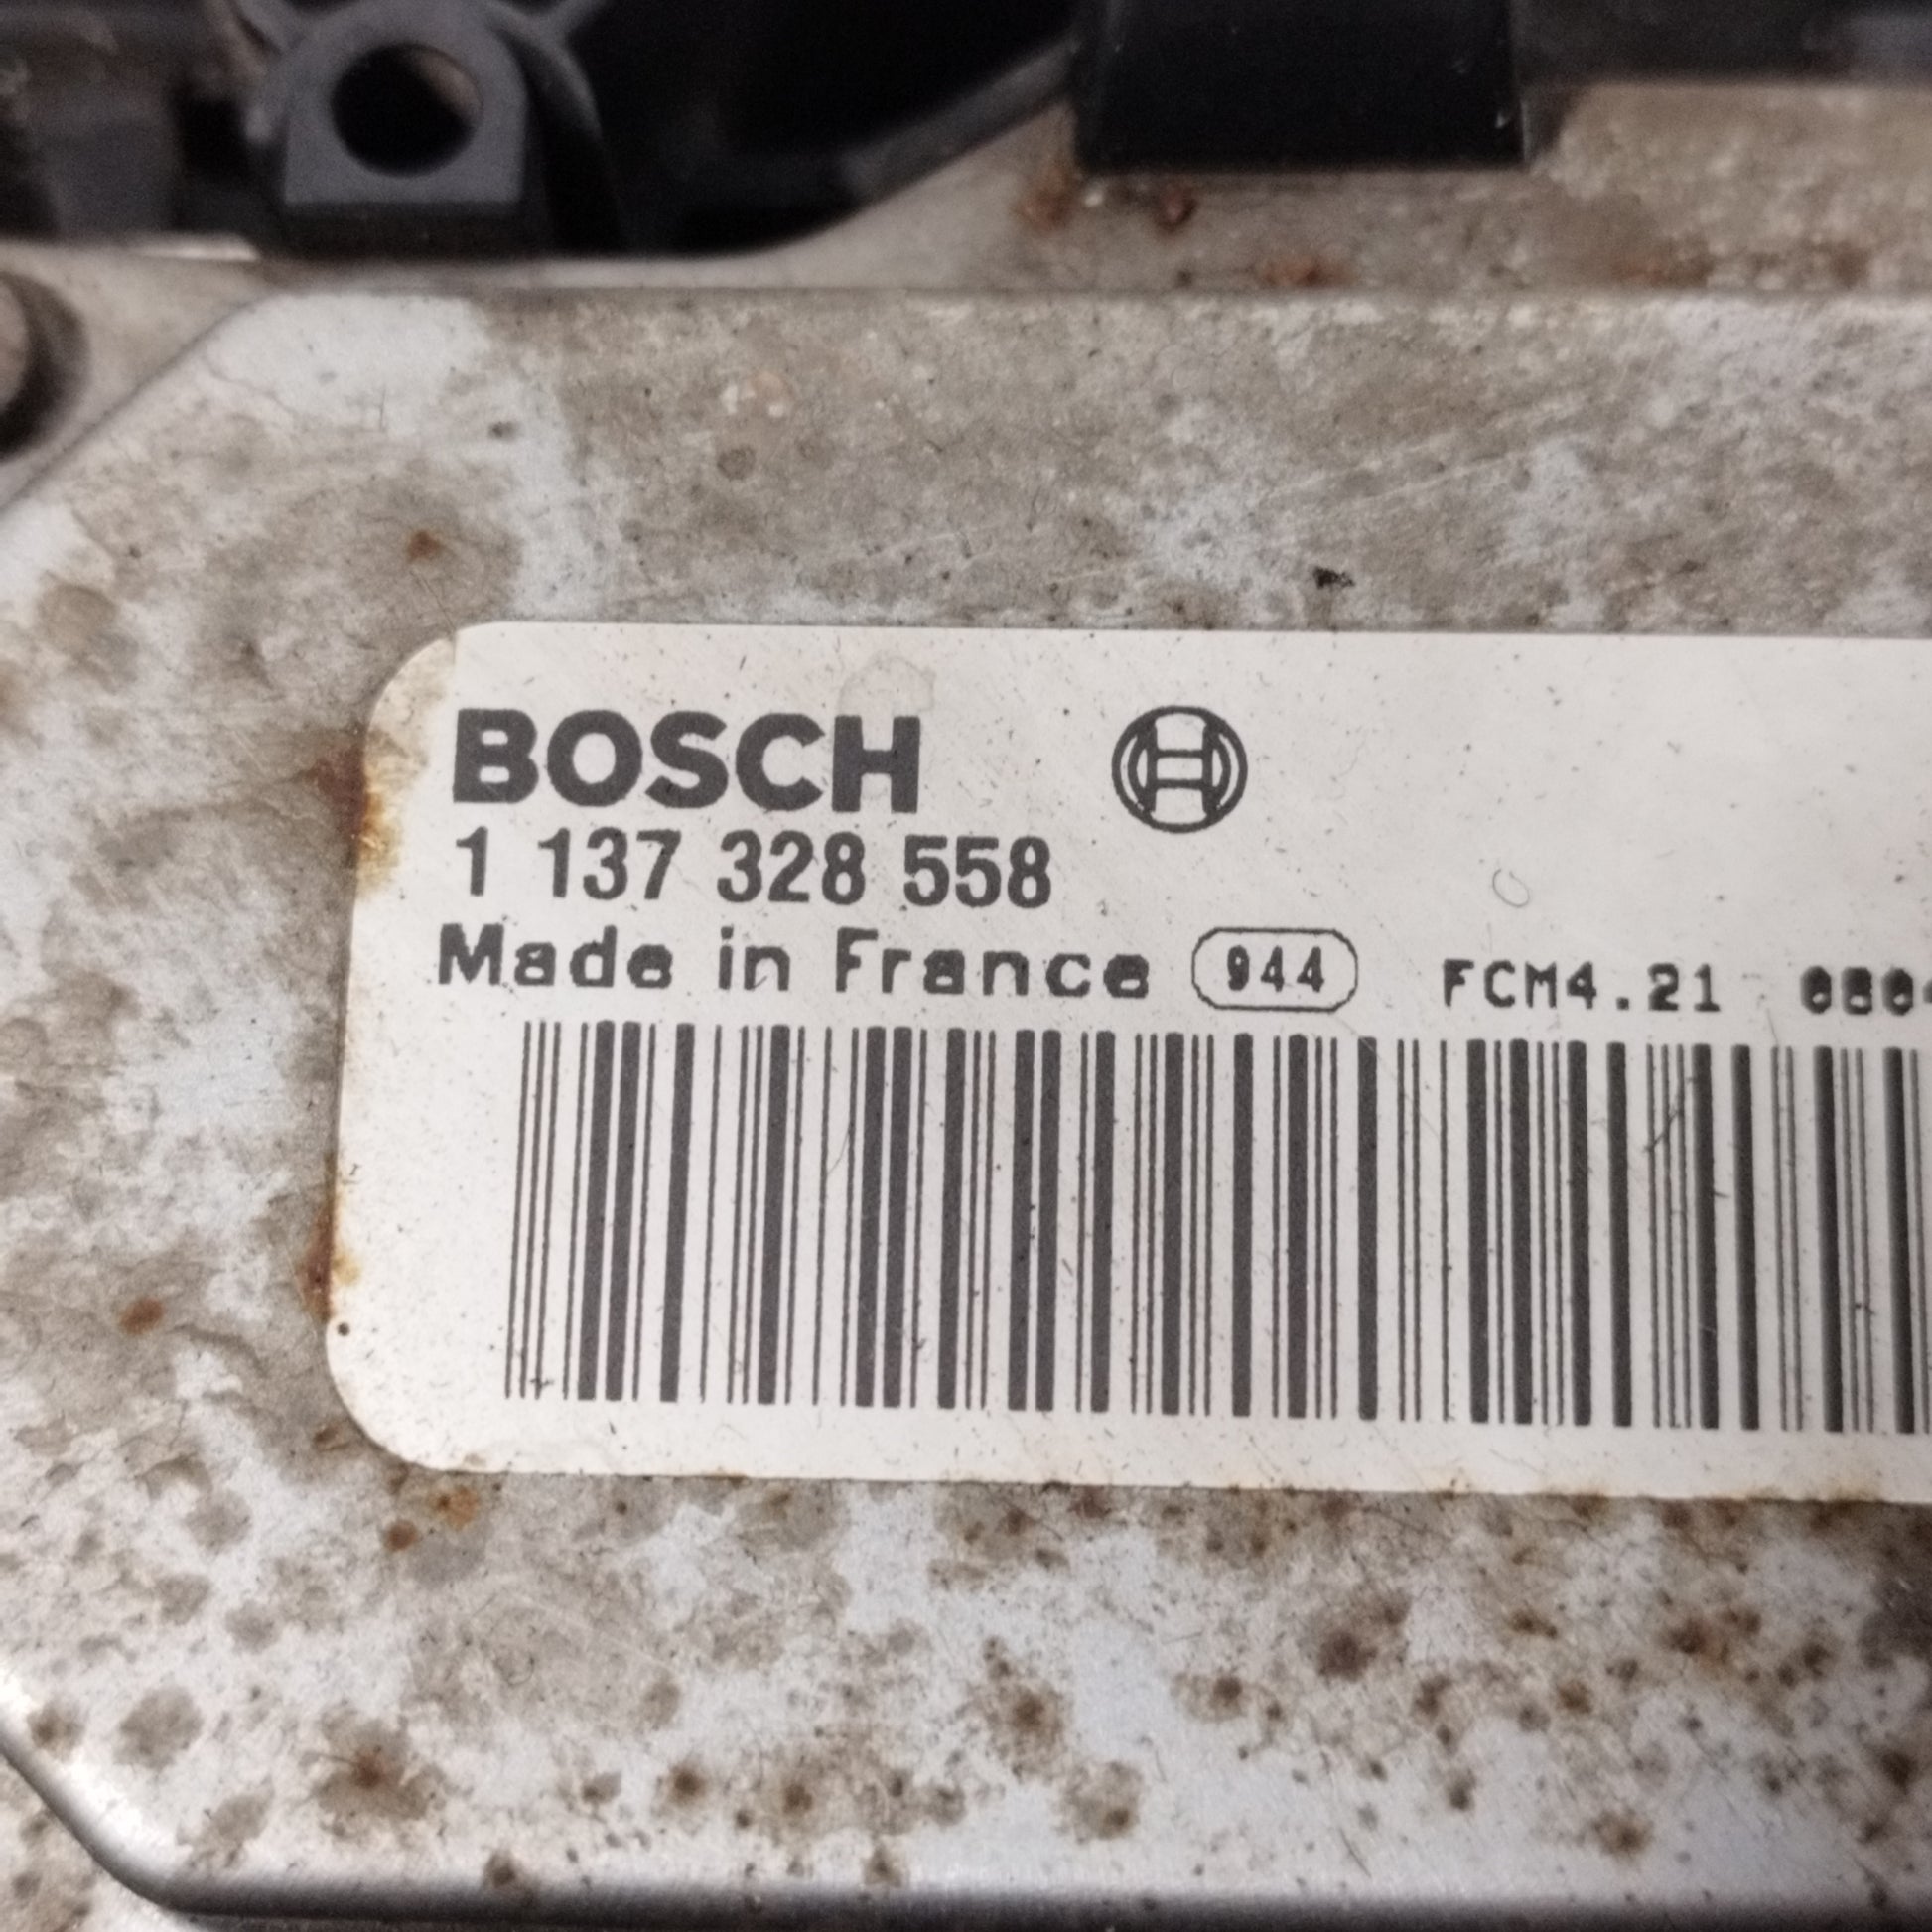 BOSCH
1 137 328 558
Made in France 944 FCM4.21